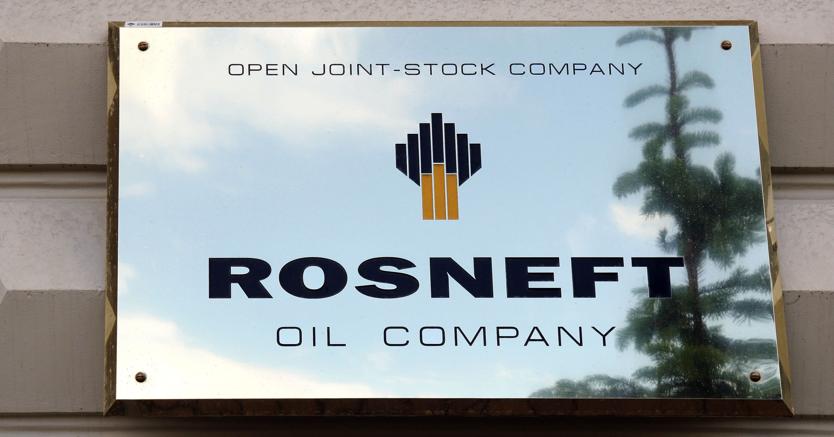 OPEN JOINT-STOCK COMPANY
ROSNEFT
OIL COMPANY